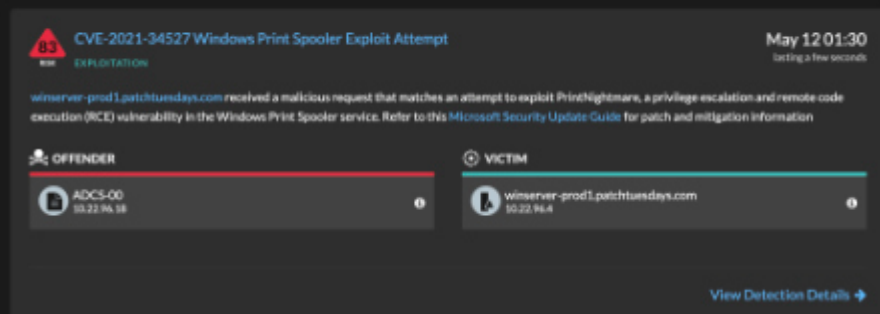 83
RISK
CVE-2021-34527 Windows Print Spooler Exploit Attempt
EXPLOITATION
May 12 01:30
lasting a few seconds
winserver-prod1.patchtuesdays.com received a malicious request that matches an attempt to exploit PrintNightmare, a privilege escalation and remote code
execution (RCE) vulnerability in the Windows Print Spooler service. Refer to this Microsoft Security Update Guide for patch and mitigation information
OFFENDER
ADCS-00
10.22.96.18
VICTIM
winserver-prod1.patchtuesdays.com
10.22.96.4
View Detection Details →